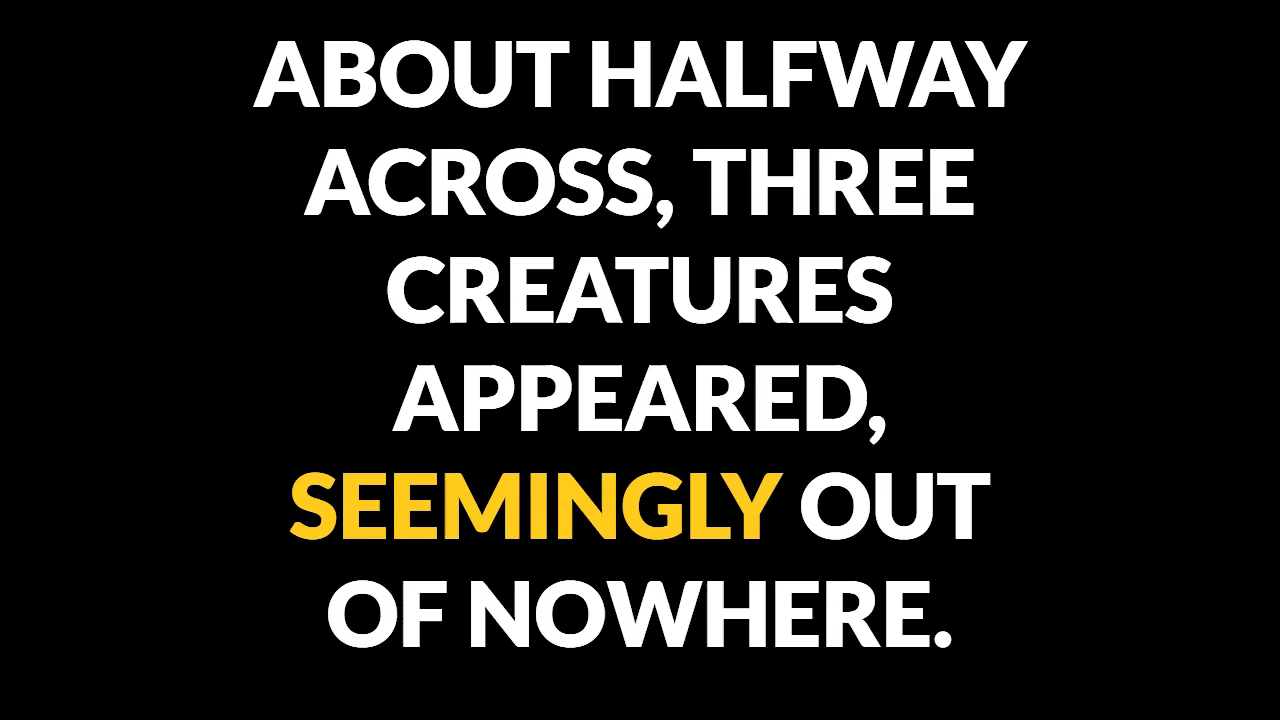 ABOUT HALFWAY
ACROSS, THREE
CREATURES
APPEARED,
SEEMINGLY OUT
OF NOWHERE.